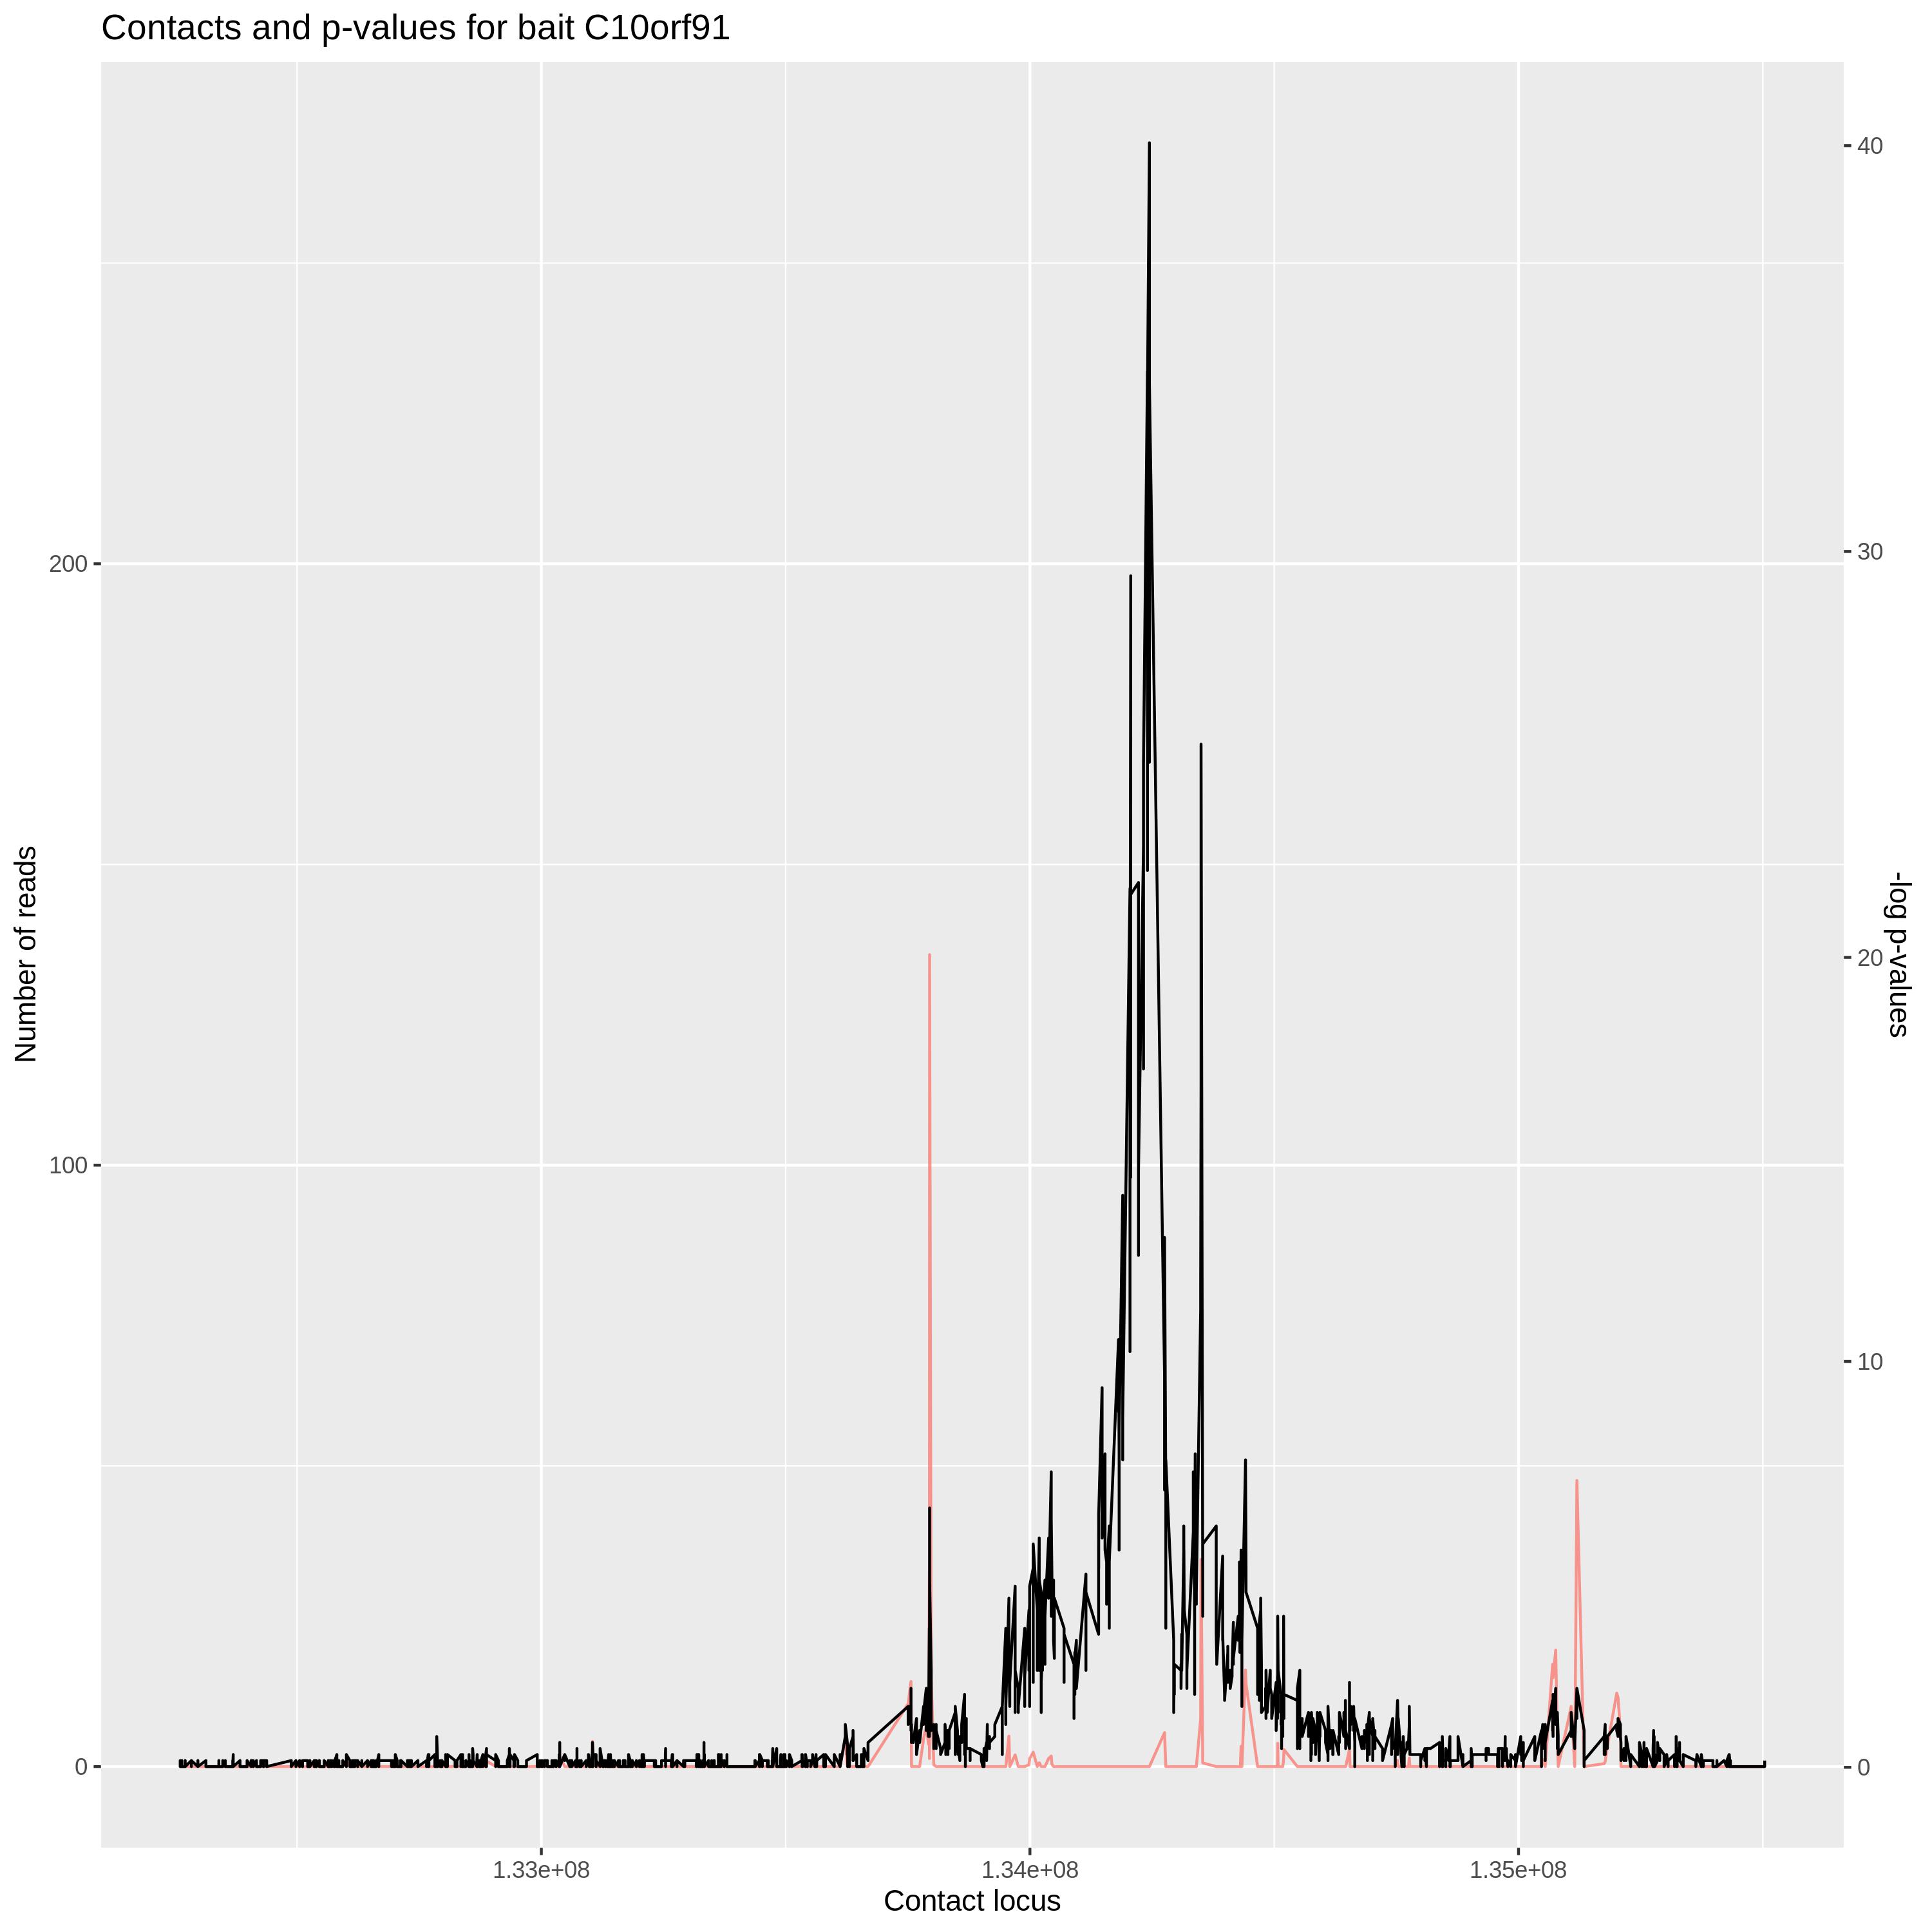 Contacts and p-values for bait C10orf91
Number of reads
200
100
0
40
30
20
10
0
-log p-values
1.33e+08
1.34e+08
1.35e+08
Contact locus